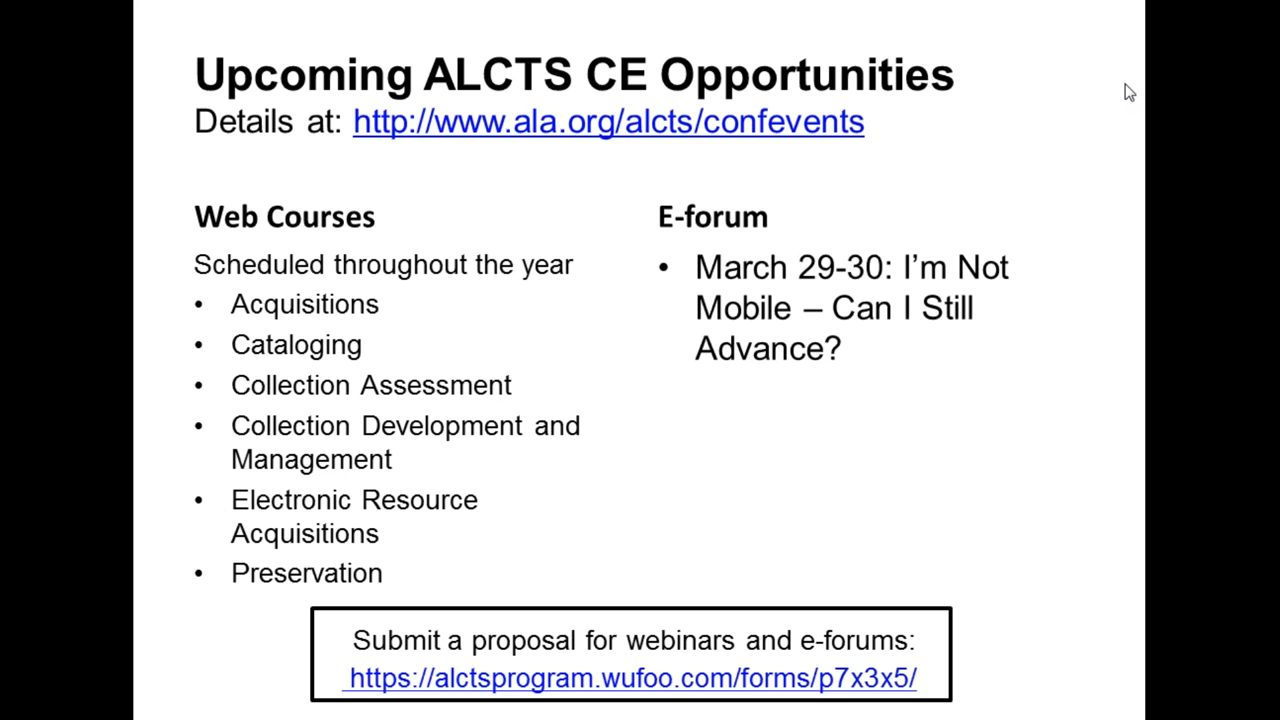 Upcoming ALCTS CE Opportunities
Details at: http://www.ala.org/alcts/confevents
Web Courses
Scheduled throughout the year
• Acquisitions
• Cataloging
• Collection Assessment
• Collection Development and
Management
• Electronic Resource
Acquisitions
• Preservation
E-forum
• March 29-30: I’m Not
Mobile – Can I Still
Advance?
Submit a proposal for webinars and e-forums:
https://alctsprogram.wufoo.com/forms/p7x3x5/